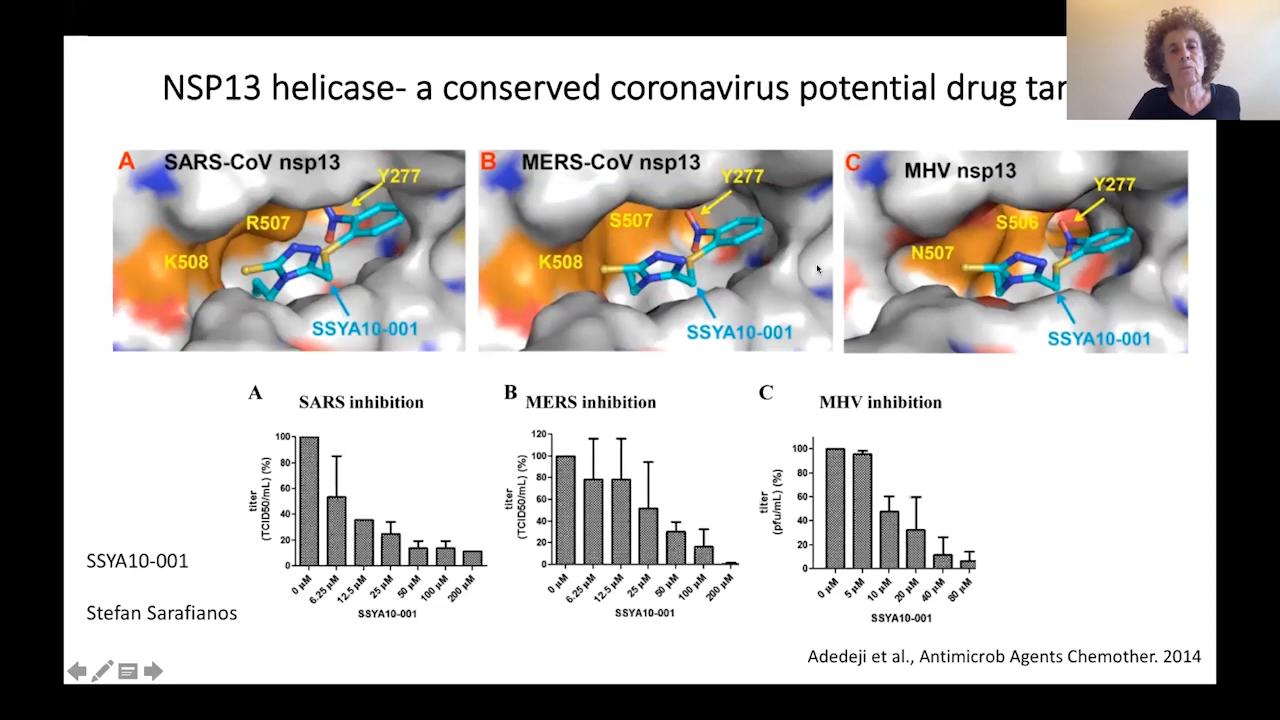 NSP13 helicase- a conserved coronavirus potential drug tar
A
SARS-CoV nsp13
Y277
R507
K508
SSYA10-001
B
MERS-CoV nsp13
Y277
S507
K508
SSYA10-001
C
MHV nsp13
Y277
S506
N507
SSYA10-001
A
SARS inhibition
titer
(TCID50/mL) (%)
100
80
60
40
20
0
0 µM
6.25 µM
12.5 µM
25 µM
50 µM
100 µM
200 µM
SSYA10-001
B
MERS inhibition
titer
(TCID50/mL) (%)
120
100
80
60
40
20
0
0 µM
6.25 µM
12.5 µM
25 µM
50 µM
100 µM
200 µM
SSYA10-001
C
MHV inhibition
titer
(pfu/mL) (%)
100
80
60
40
20
0
0 µM
5 µM
10 µM
20 µM
40 µM
80 µM
SSYA10-001
SSYA10-001
Stefan Sarafianos
Adedeji et al., Antimicrob Agents Chemother. 2014